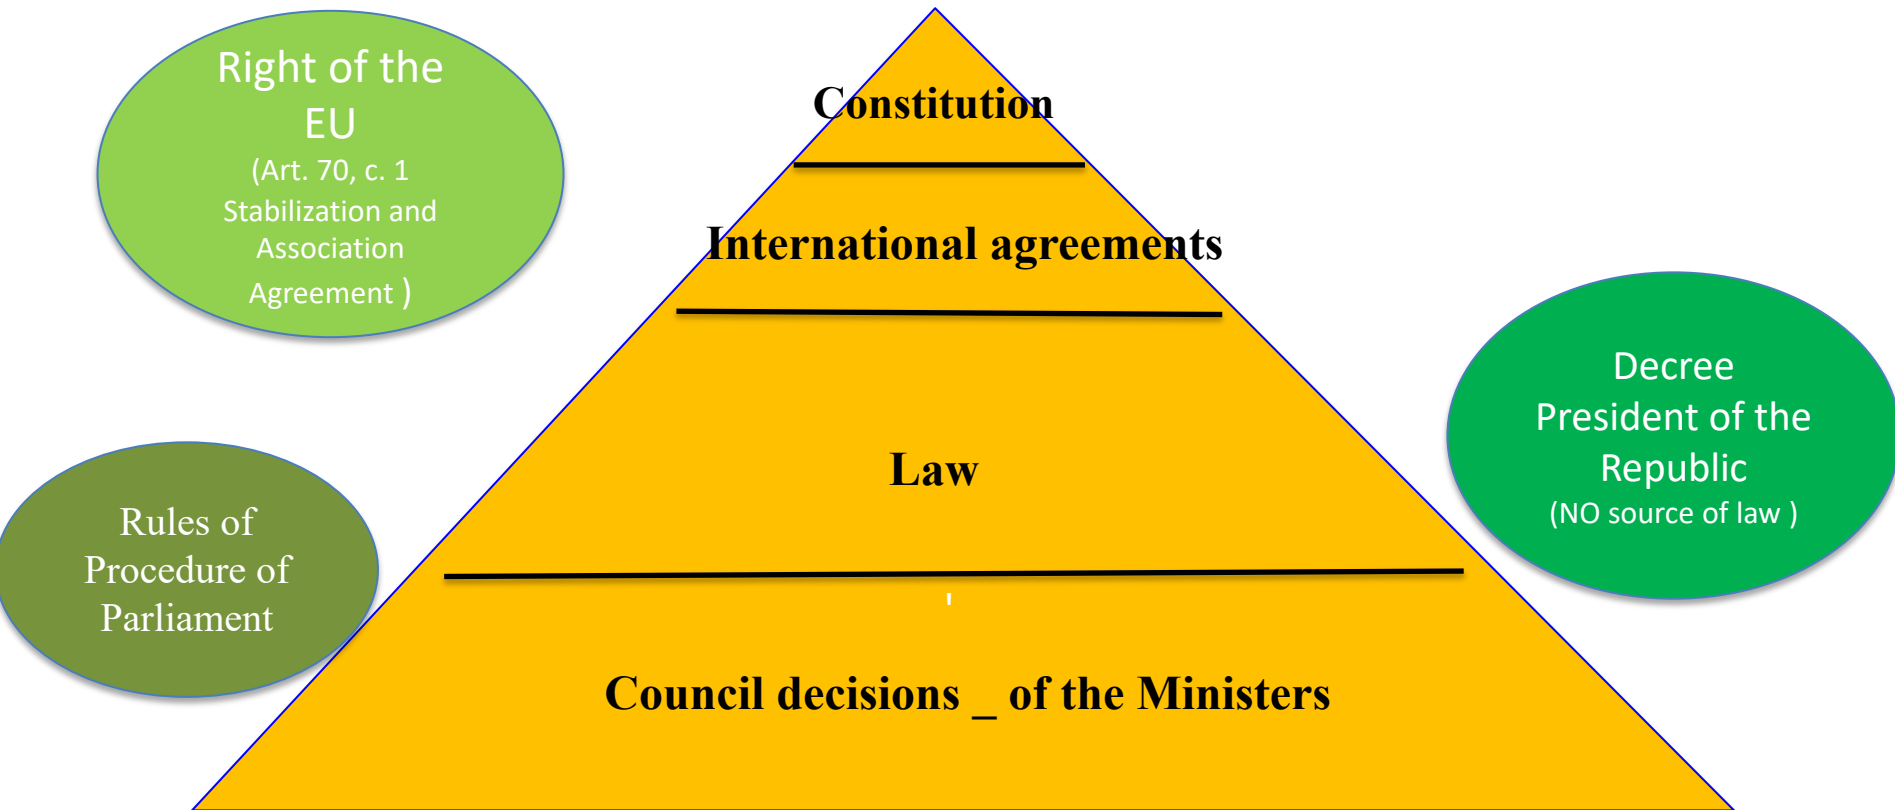 Right of the
EU
(Art. 70, c. 1
Stabilization and
Association
Agreement )
Constitution
International agreements
Decree
President of the
Republic
(NO source of law )
Law
Rules of
Procedure of
Parliament
'
Council decisions _ of the Ministers